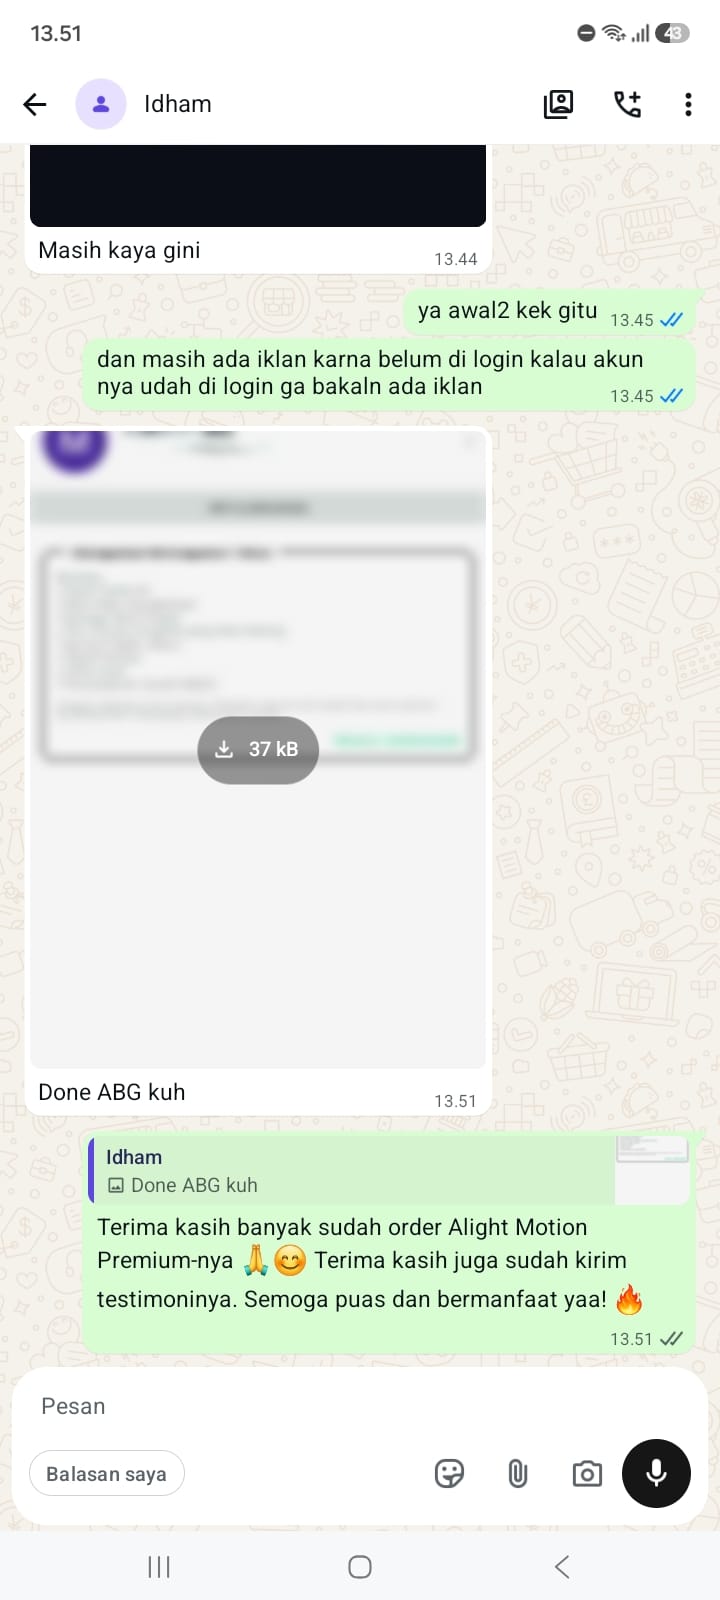 13.51
43
Idham
Masih kaya gini
13.44
ya awal2 kek gitu
13.45
dan masih ada iklan karna belum di login kalau akun
nya udah di login ga bakaln ada iklan
13.45
37 kB
Done ABG kuh
13.51
Idham
Done ABG kuh
Terima kasih banyak sudah order Alight Motion
Premium-nya 🙏😊 Terima kasih juga sudah kirim
testimoninya. Semoga puas dan bermanfaat yaa! 🔥
13.51
Pesan
Balasan saya